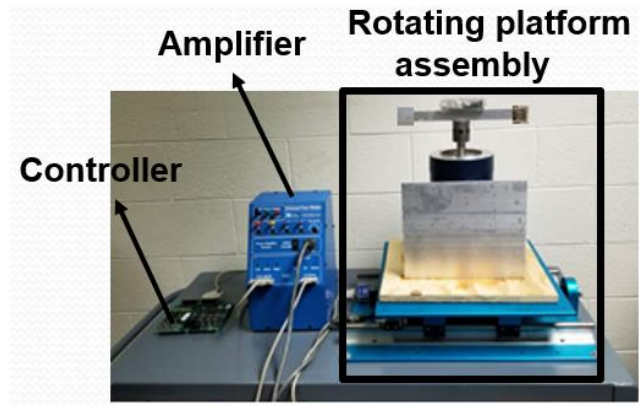 Rotating platform
assembly
Amplifier
Controller